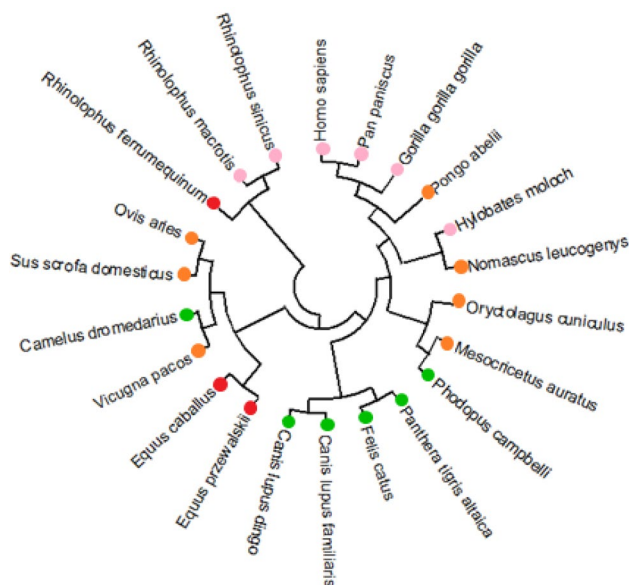 Homo sapiens
Pan paniscus
Gorilla gorilla gorilla
Pongo abelii
Hylobates moloch
Nomascus leucogenys
Oryctolagus cuniculus
Mesocricetus auratus
Phodopus campbelli
Panthera tigris altaica
Felis catus
Canis lupus familiaris
Canis lupus dingo
Equus przewalskii
Equus caballus
Vicugna pacos
Camelus dromedarius
Sus scrofa domesticus
Ovis aries
Rhinolophus ferrumequinum
Rhinolophus macrotis
Rhinolophus sinicus